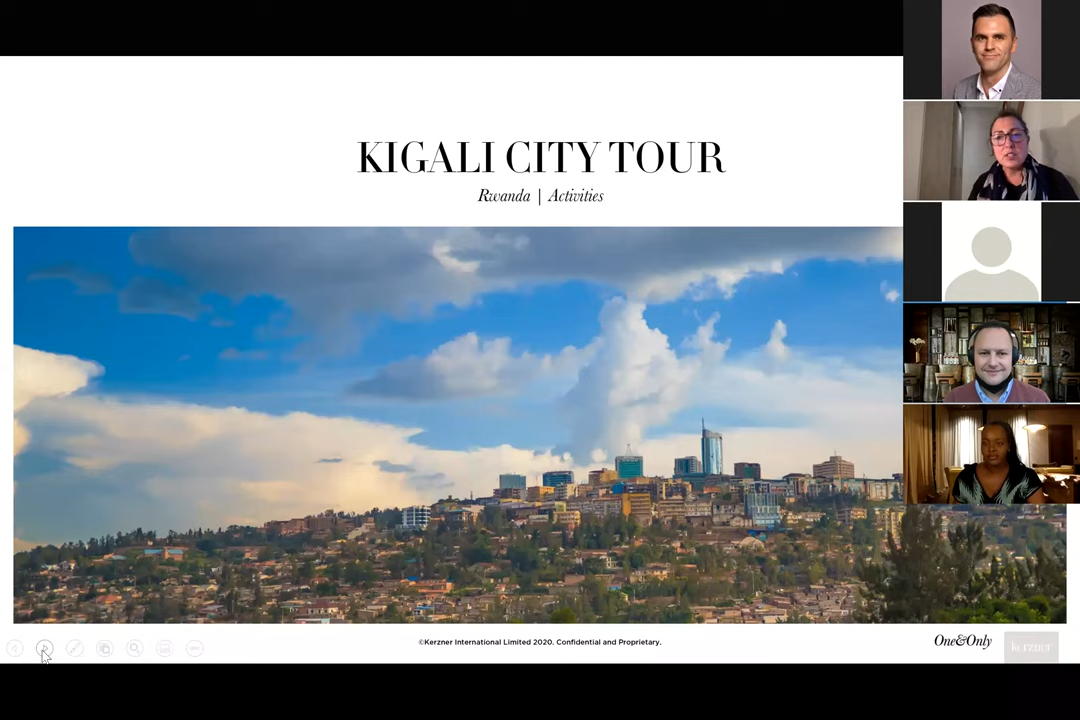 KIGALI CITY TOUR
Rwanda | Activities
©Kerzner International Limited 2020. Confidential and Proprietary.
One&Only
kerzner